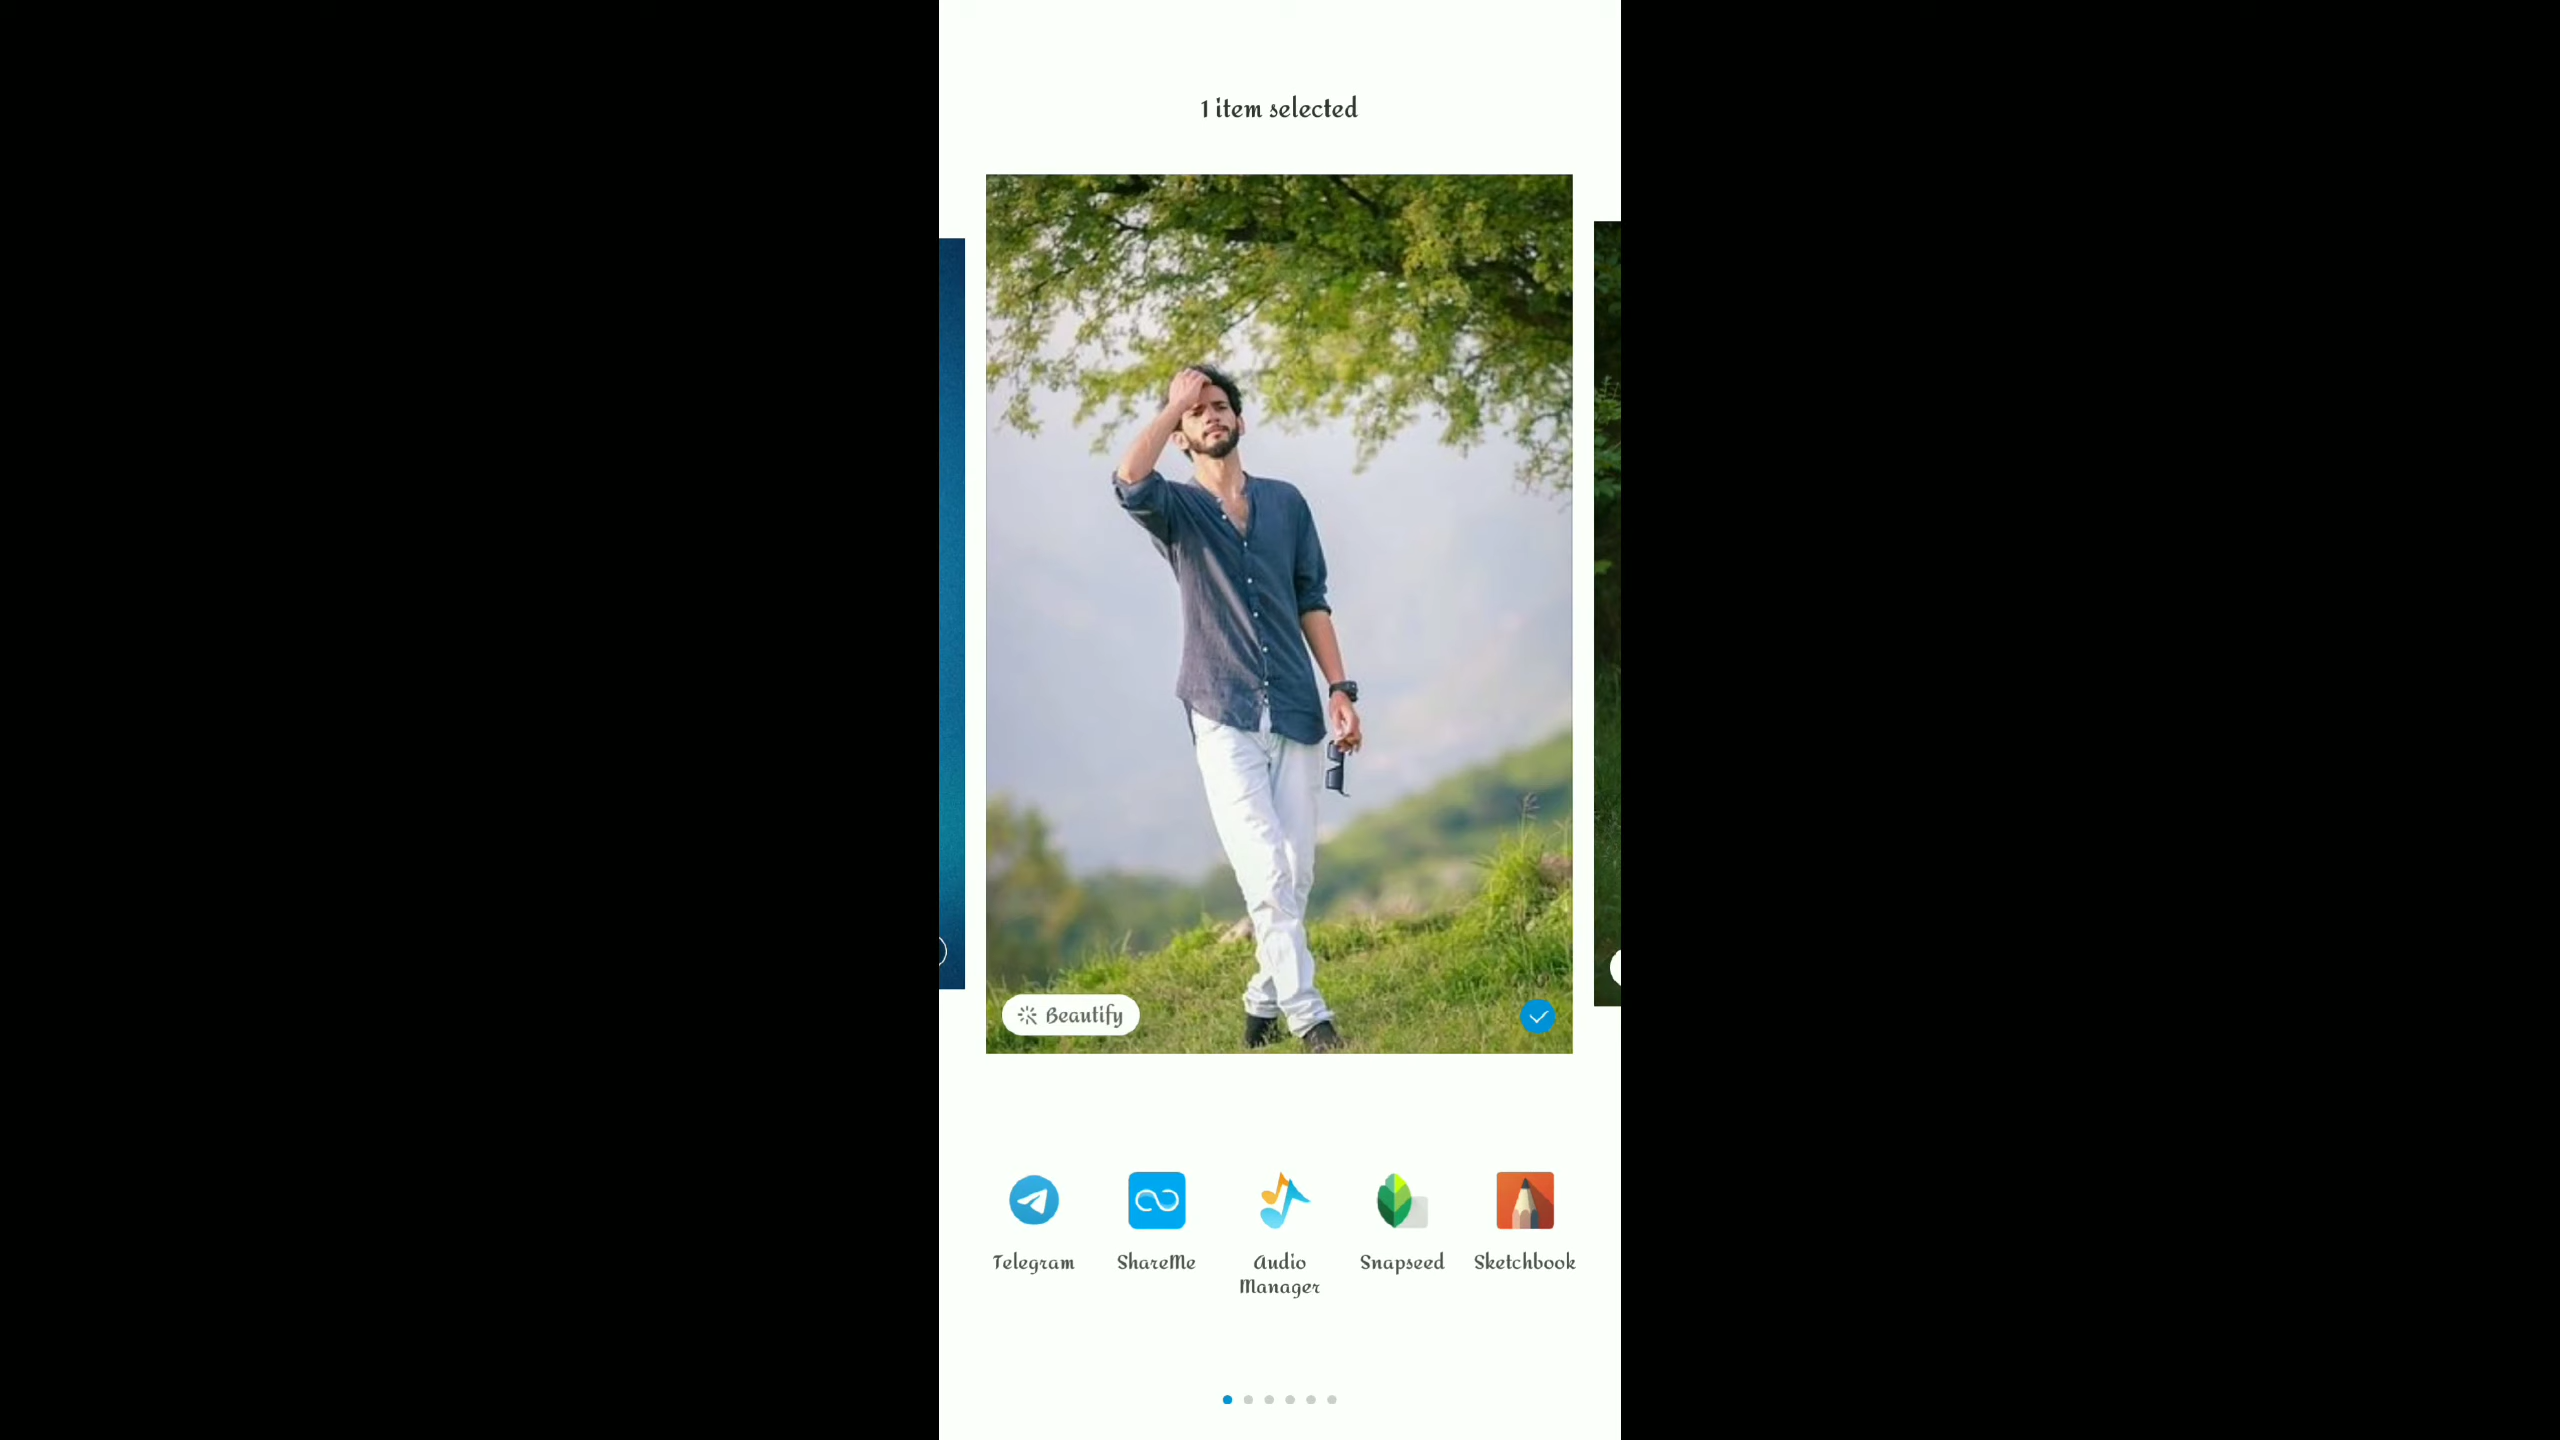 1 item selected
Beautify
Telegram
ShareMe
Audio
Manager
Snapseed
Sketchbook